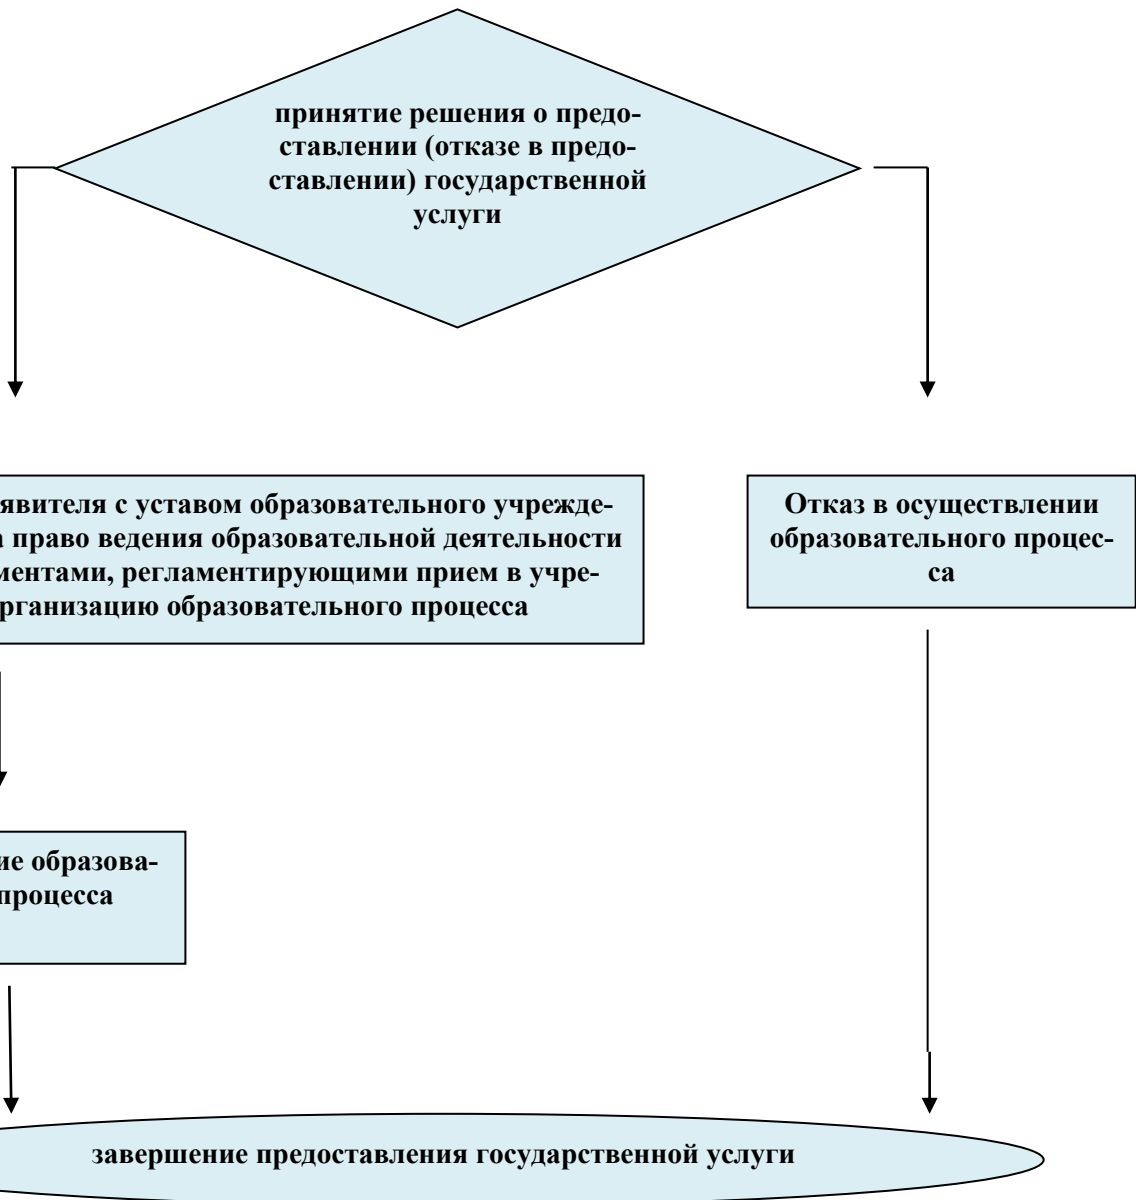 принятие решения о предо-
ставлении (отказе в предо-
ставлении) государственной
услуги
явителя с уставом образовательного учрежде-
а право ведения образовательной деятельности
ментами, регламентирующими прием в учре-
рганизацию образовательного процесса
Отказ в осуществлении
образовательного процес-
са
ие образова-
процесса
завершение предоставления государственной услуги